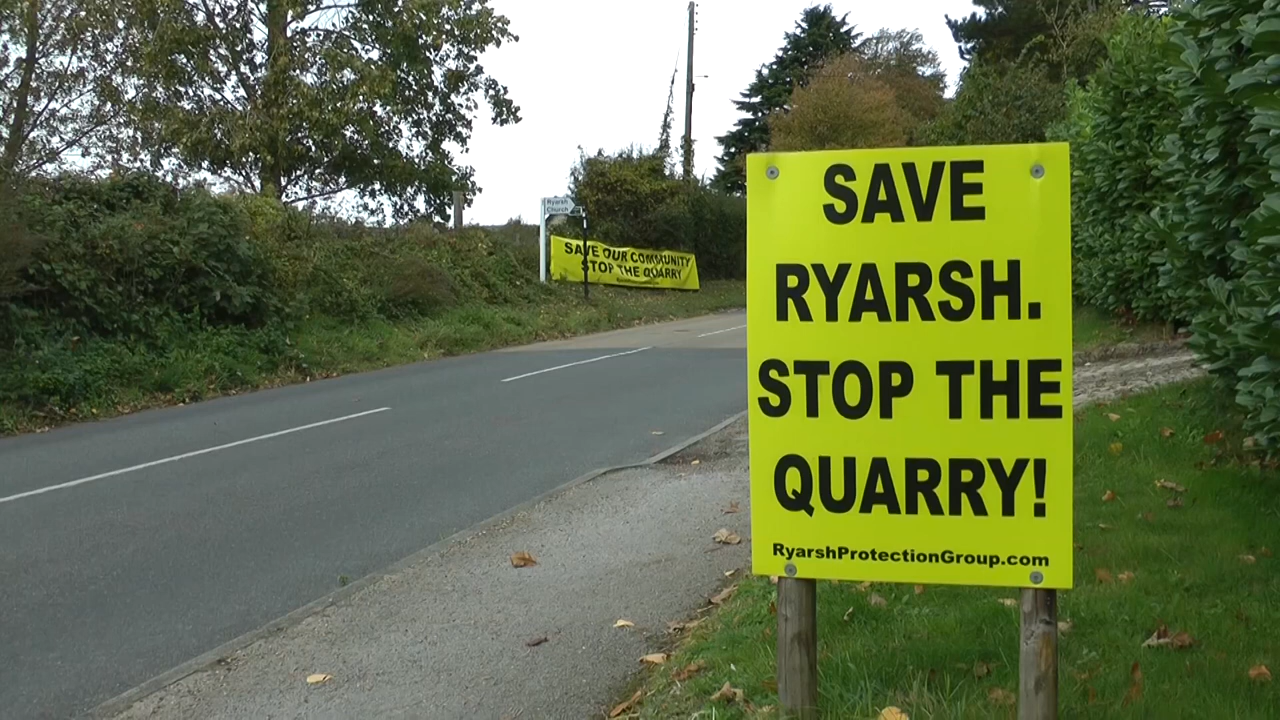 SAVE
RYARSH.
STOP THE
QUARRY!
RyarshProtectionGroup.com
Ryarsh
Church
SAVE OUR COMMUNITY
STOP THE QUARRY